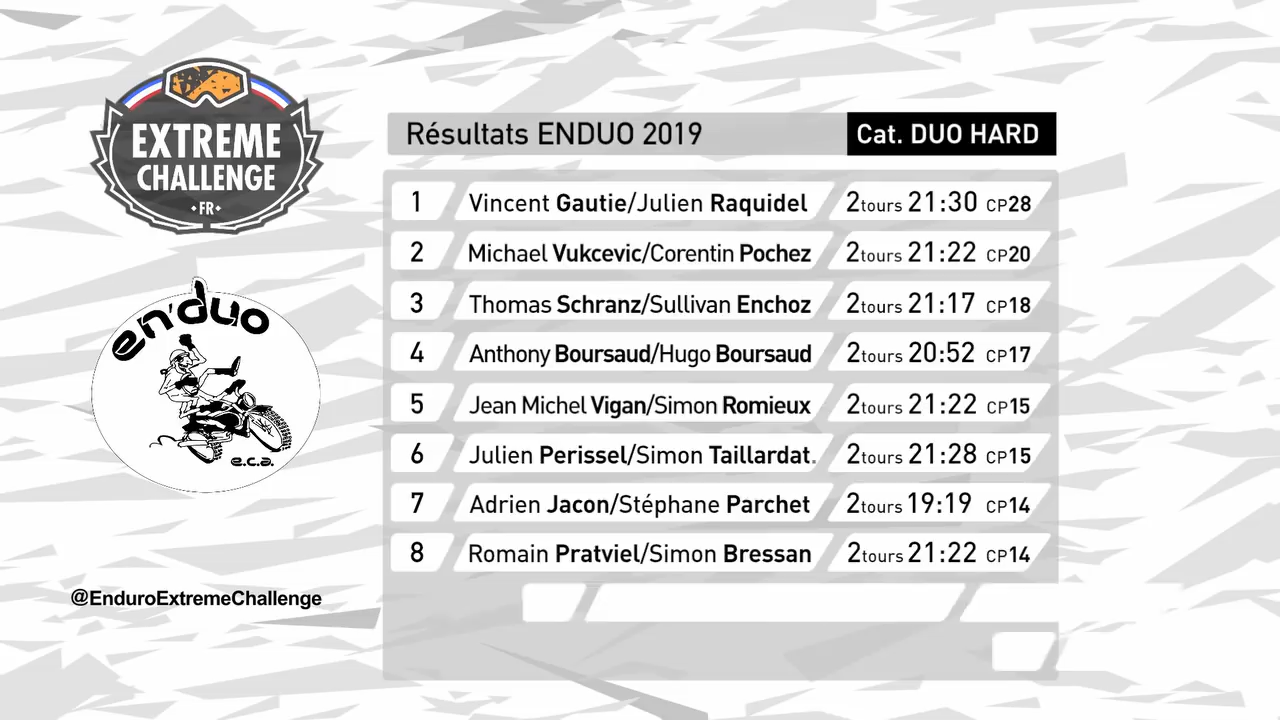 EXTREME
CHALLENGE
•FR•
en'duo
e.c.a.
@EnduroExtremeChallenge
Résultats ENDUO 2019 Cat. DUO HARD
1 Vincent Gautie/Julien Raquidel 2tours 21:30 CP28
2 Michael Vukcevic/Corentin Pochez 2tours 21:22 CP20
3 Thomas Schranz/Sullivan Enchoz 2tours 21:17 CP18
4 Anthony Boursaud/Hugo Boursaud 2tours 20:52 CP17
5 Jean Michel Vigan/Simon Romieux 2tours 21:22 CP15
6 Julien Perissel/Simon Taillardat. 2tours 21:28 CP15
7 Adrien Jacon/Stéphane Parchet 2tours 19:19 CP14
8 Romain Pratviel/Simon Bressan 2tours 21:22 CP14